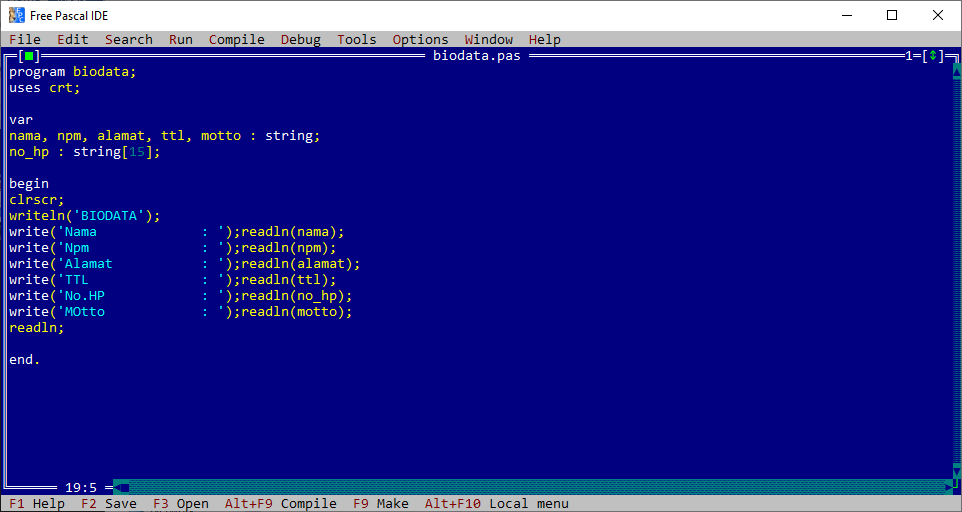 Free Pascal IDE
File Edit Search Run Compile Debug Tools Options Window Help
biodata.pas 1
program biodata;
uses crt;
var
nama, npm, alamat, ttl, motto : string;
no_hp : string[15];
begin
clrscr;
writeln('BIODATA');
write('Nama             : ');readln(nama);
write('Npm              : ');readln(npm);
write('Alamat           : ');readln(alamat);
write('TTL              : ');readln(ttl);
write('No.HP            : ');readln(no_hp);
write('MOtto            : ');readln(motto);
readln;
end.
19:5
F1 Help F2 Save F3 Open Alt+F9 Compile F9 Make Alt+F10 Local menu